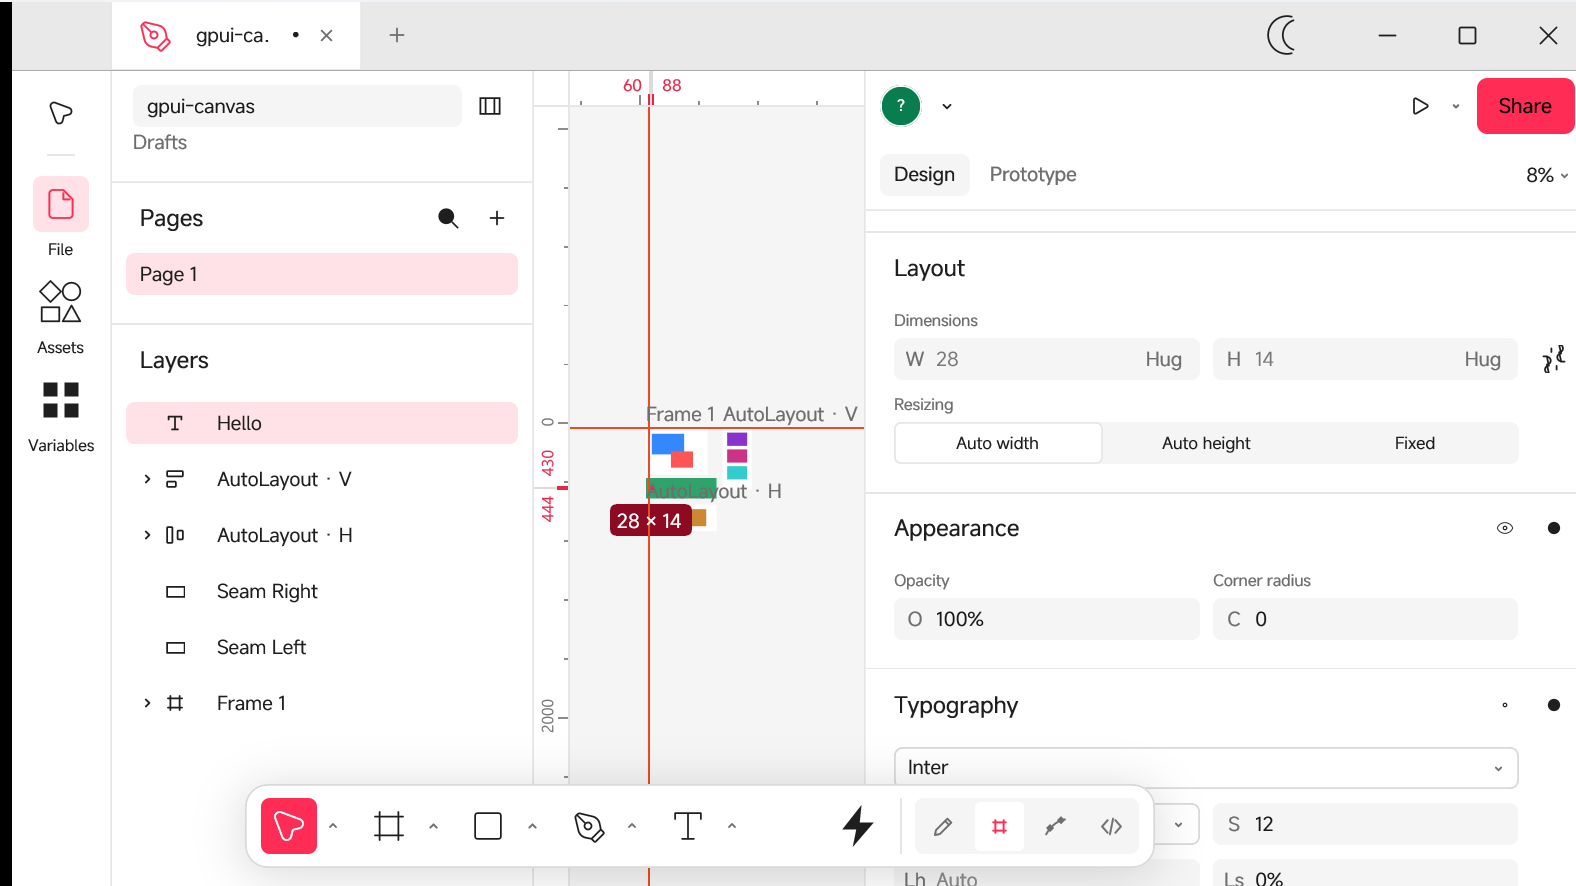 gpui-ca.
gpui-canvas
Drafts
File
Assets
Variables
Pages
Page 1
Layers
Hello
AutoLayout · V
AutoLayout · H
Seam Right
Seam Left
Frame 1
60 88
0
430
444
2000
Frame 1 AutoLayout · V
AutoLayout · H
28 × 14
?
Share
Design Prototype
8%
Layout
Dimensions
W 28 Hug H 14 Hug
Resizing
Auto width Auto height Fixed
Appearance
Opacity Corner radius
O 100% C 0
Typography
Inter
S 12
Lh Auto Ls 0%